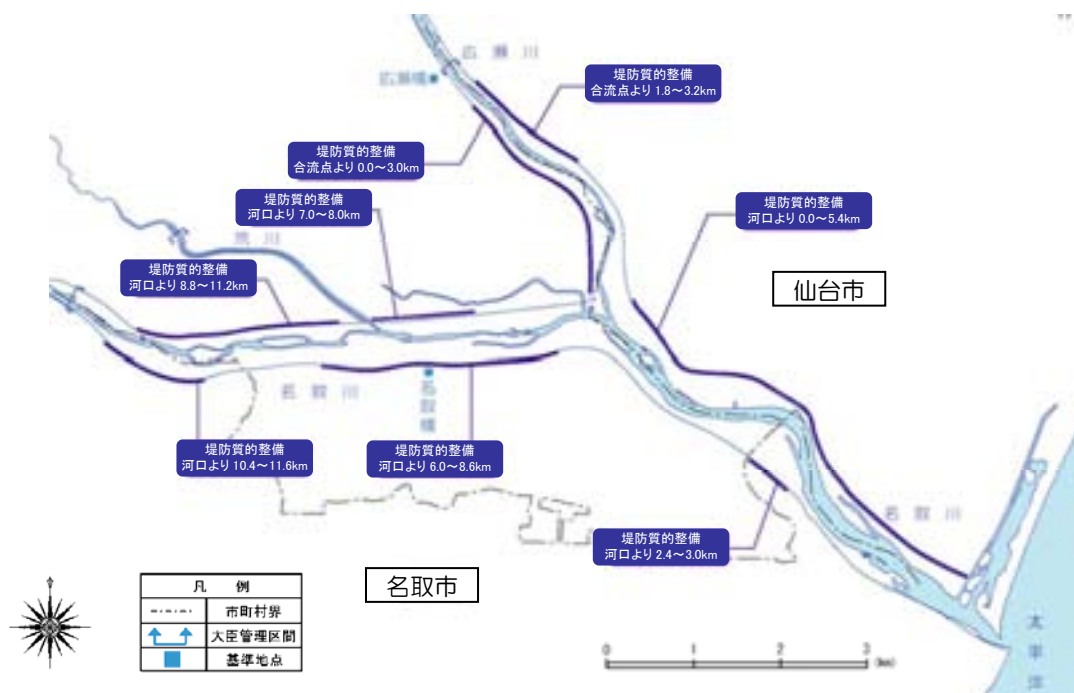 広 瀬 川
広瀬橋
堤防質的整備
合流点より 1.8～3.2km
堤防質的整備
合流点より 0.0～3.0km
堤防質的整備
河口より 7.0～8.0km
堤防質的整備
河口より 0.0～5.4km
堤防質的整備
河口より 8.8～11.2km
仙台市
名 取 川
名取橋
堤防質的整備
河口より 10.4～11.6km
堤防質的整備
河口より 6.0～8.6km
名 取 川
堤防質的整備
河口より 2.4～3.0km
名取市
凡 例
市町村界
大臣管理区間
基準地点
0 1 2 3
(km)
太平洋